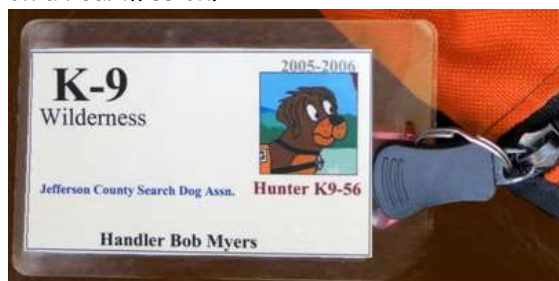 K-9
Wilderness
2005-2006
Jefferson County Search Dog Assn.
Hunter K9-56
Handler Bob Myers